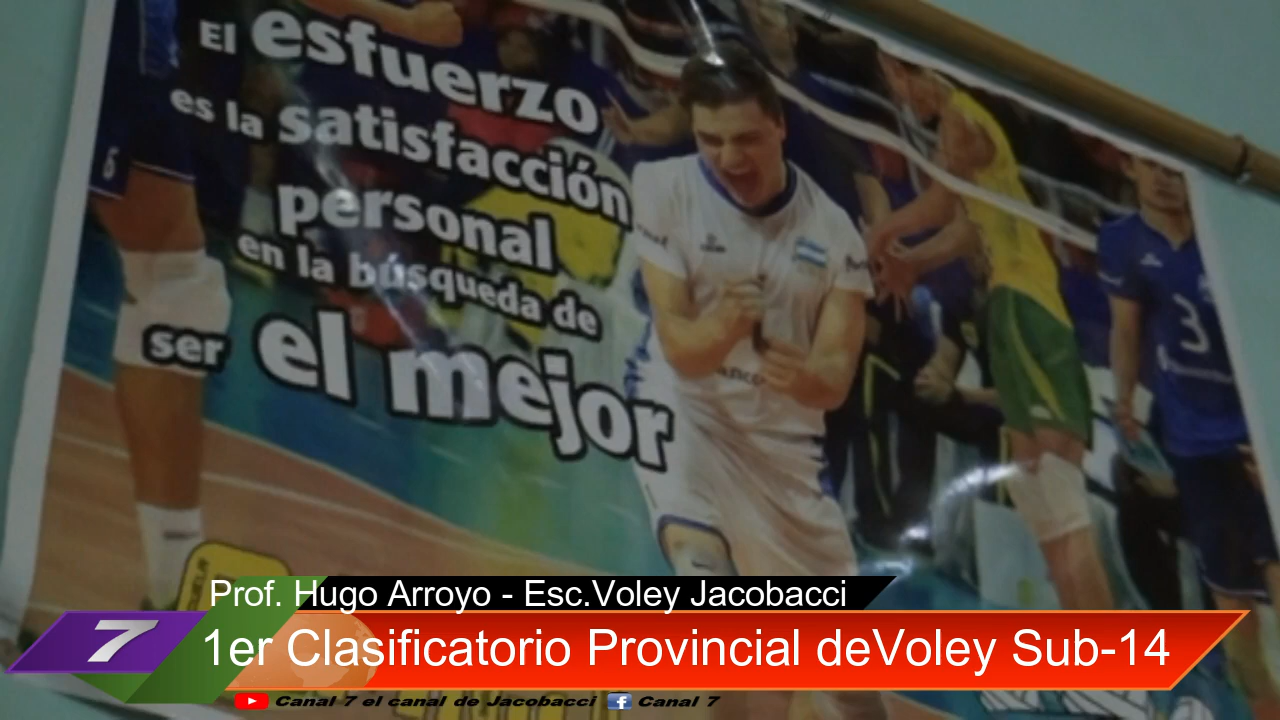 El esfuerzo
es la satisfacción
personal
en la búsqueda de
ser el mejor
6
3
Prof. Hugo Arroyo - Esc.Voley Jacobacci
7 1er Clasificatorio Provincial deVoley Sub-14
Canal 7 el canal de Jacobacci Canal 7